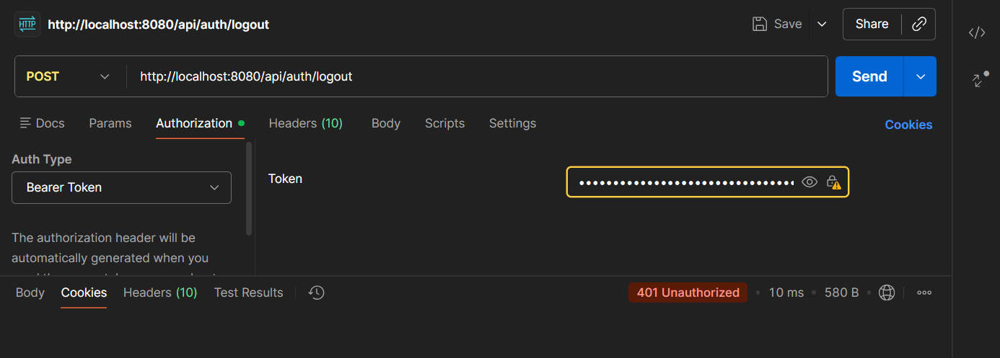 HTTP http://localhost:8080/api/auth/logout Save Share
POST http://localhost:8080/api/auth/logout Send
Docs Params Authorization Headers (10) Body Scripts Settings Cookies
Auth Type
Bearer Token
Token
••••••••••••••••••••••••••••••••
The authorization header will be
automatically generated when you
Body Cookies Headers (10) Test Results 401 Unauthorized • 10 ms • 580 B